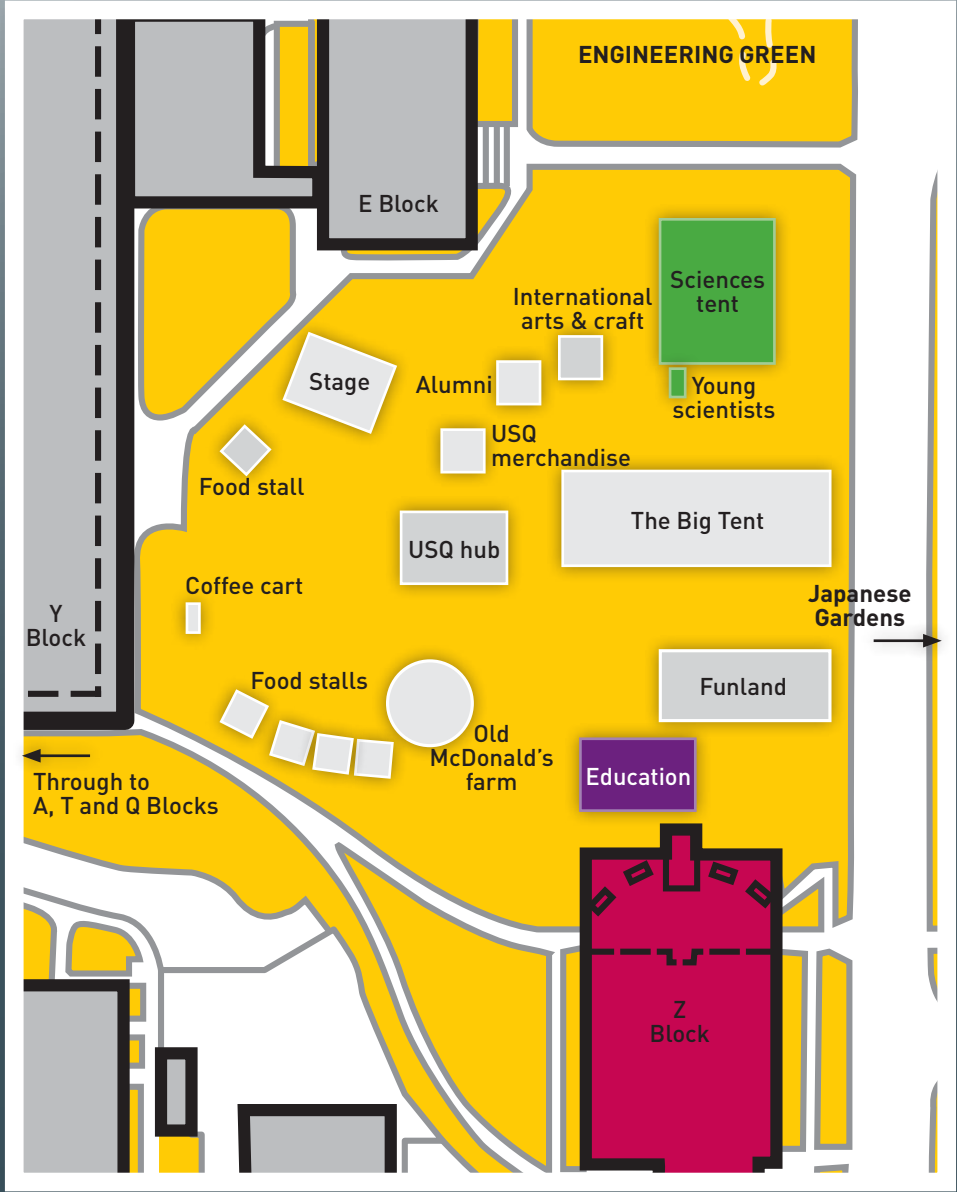 ENGINEERING GREEN
E Block
Sciences
tent
International
arts & craft
Stage
Alumni
Young
scientists
USQ
merchandise
Food stall
The Big Tent
USQ hub
Coffee cart
Japanese
Gardens
Y
Block
Food stalls
Funland
Old
McDonald's
farm
Education
Through to
A, T and Q Blocks
Z
Block